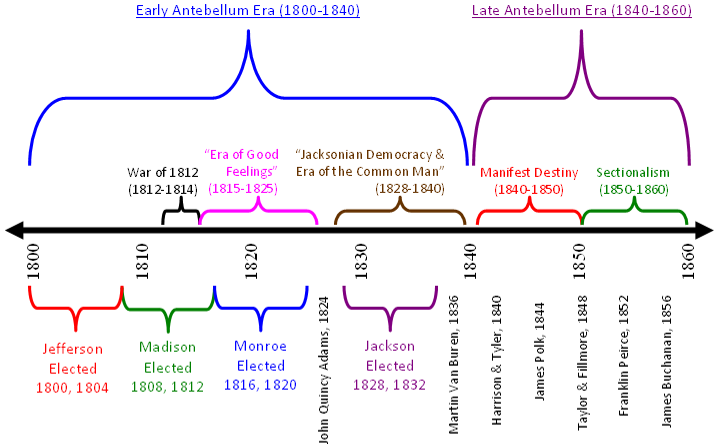 Early Antebellum Era (1800-1840)
Late Antebellum Era (1840-1860)
War of 1812
(1812-1814)
“Era of Good
Feelings”
(1815-1825)
“Jacksonian Democracy &
Era of the Common Man”
(1828-1840)
Manifest Destiny
(1840-1850)
Sectionalism
(1850-1860)
1800
1810
1820
1830
1840
1850
1860
Jefferson
Elected
1800, 1804
Madison
Elected
1808, 1812
Monroe
Elected
1816, 1820
John Quincy Adams, 1824
Jackson
Elected
1828, 1832
Martin Van Buren, 1836
Harrison & Tyler, 1840
James Polk, 1844
Taylor & Fillmore, 1848
Franklin Peirce, 1852
James Buchanan, 1856